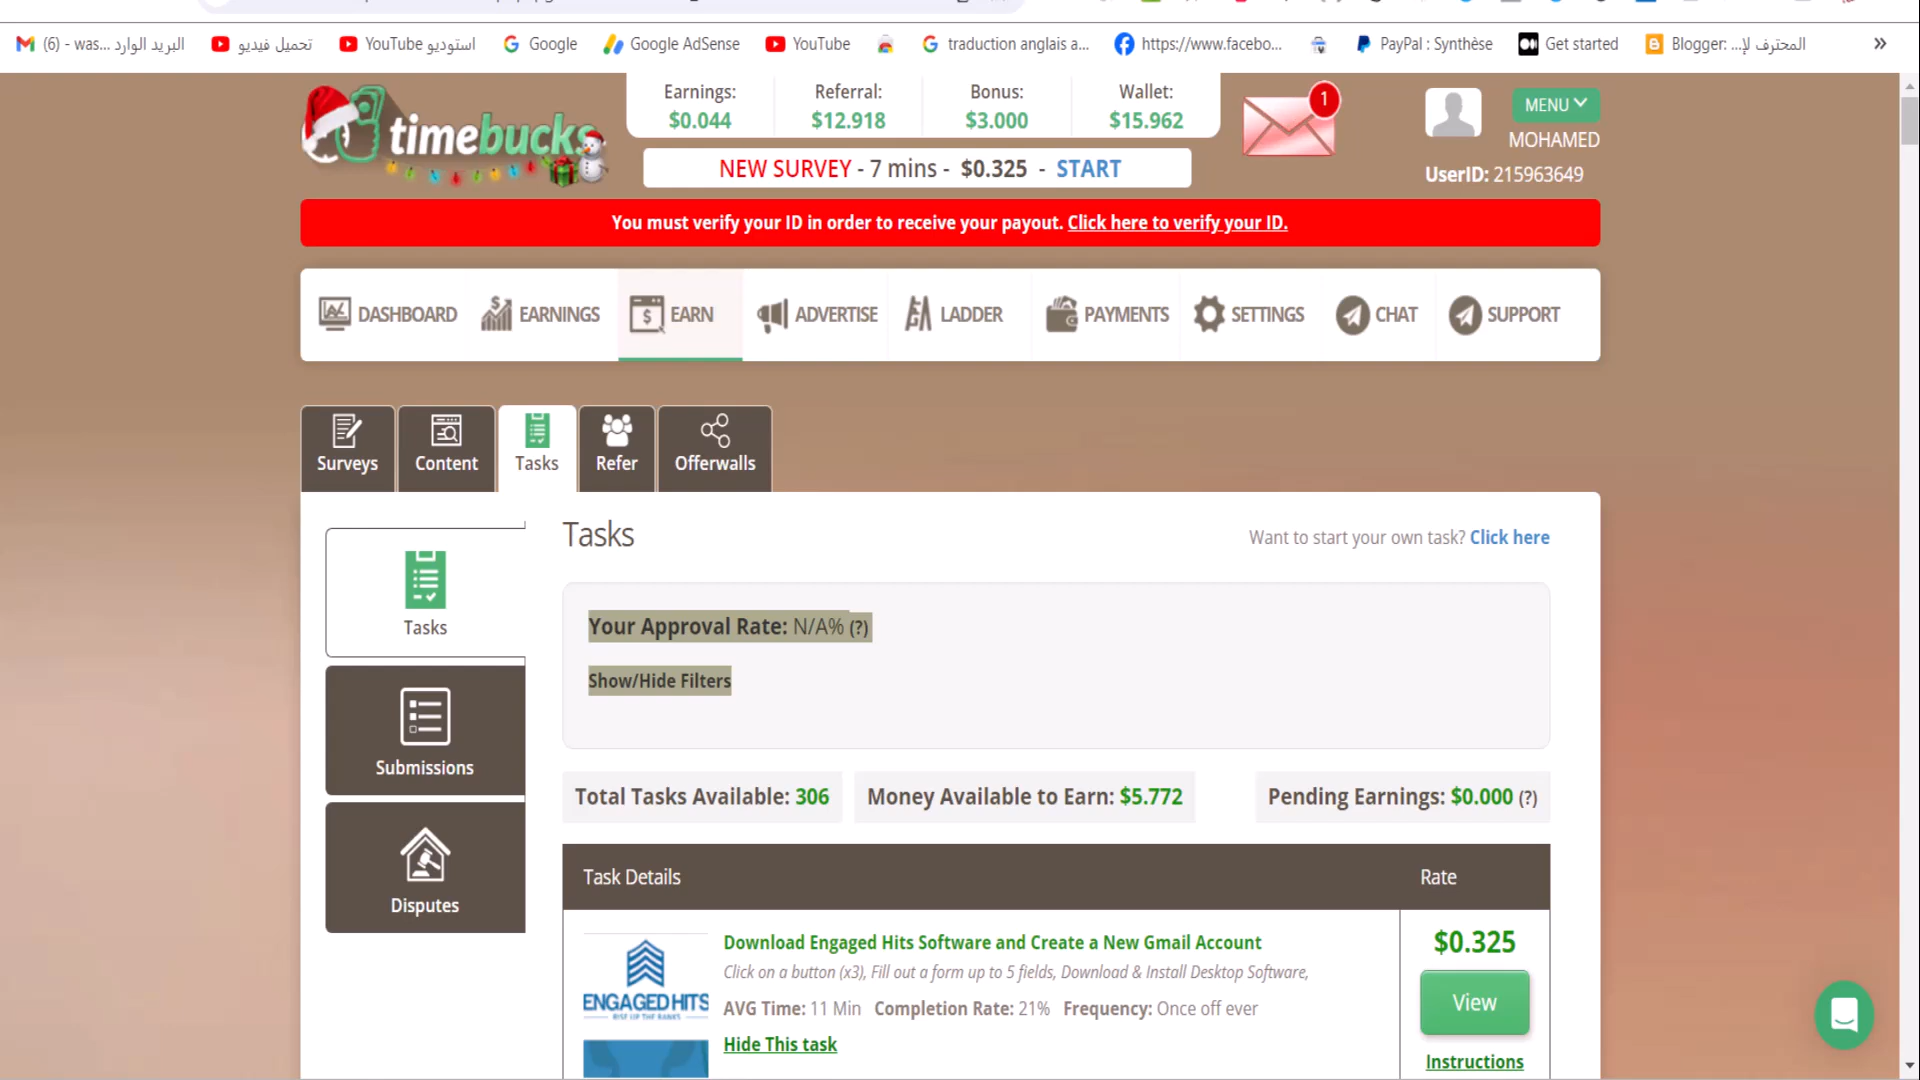 البريد الوارد (6) - was...
تحميل فيديو
استوديو YouTube
Google
Google AdSense
YouTube
traduction anglais a...
https://www.facebo...
PayPal : Synthèse
Get started
Blogger: المحترف لإ...
»
timebucks
Earnings:
$0.044
Referral:
$12.918
Bonus:
$3.000
Wallet:
$15.962
1
MENU
MOHAMED
UserID: 215963649
NEW SURVEY - 7 mins - $0.325 - START
You must verify your ID in order to receive your payout. Click here to verify your ID.
DASHBOARD
EARNINGS
EARN
ADVERTISE
LADDER
PAYMENTS
SETTINGS
CHAT
SUPPORT
Surveys
Content
Tasks
Refer
Offerwalls
Tasks
Submissions
Disputes
Tasks
Want to start your own task? Click here
Your Approval Rate: N/A% (?)
Show/Hide Filters
Total Tasks Available: 306
Money Available to Earn: $5.772
Pending Earnings: $0.000 (?)
Task Details
Rate
ENGAGED HITS
RISE UP THE RANKS
Download Engaged Hits Software and Create a New Gmail Account
Click on a button (x3), Fill out a form up to 5 fields, Download & Install Desktop Software,
AVG Time: 11 Min Completion Rate: 21% Frequency: Once off ever
Hide This task
$0.325
View
Instructions